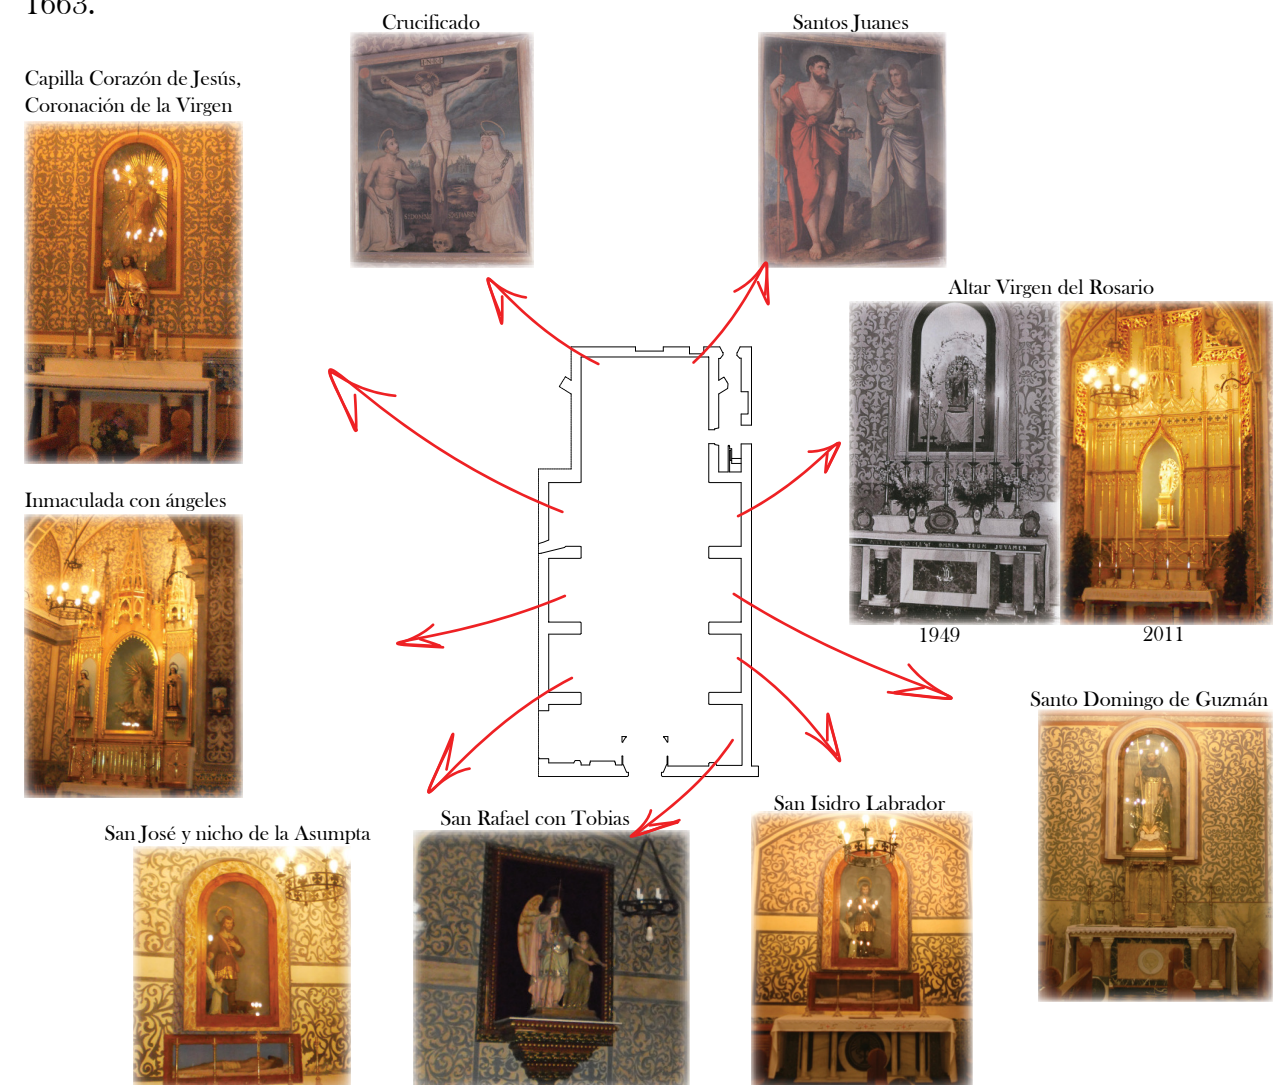 1663.
Crucificado
Santos Juanes
Capilla Corazón de Jesús,
Coronación de la Virgen
Altar Virgen del Rosario
Inmaculada con ángeles
1949
2011
Santo Domingo de Guzmán
San Isidro Labrador
San Rafael con Tobias
San José y nicho de la Asumpta